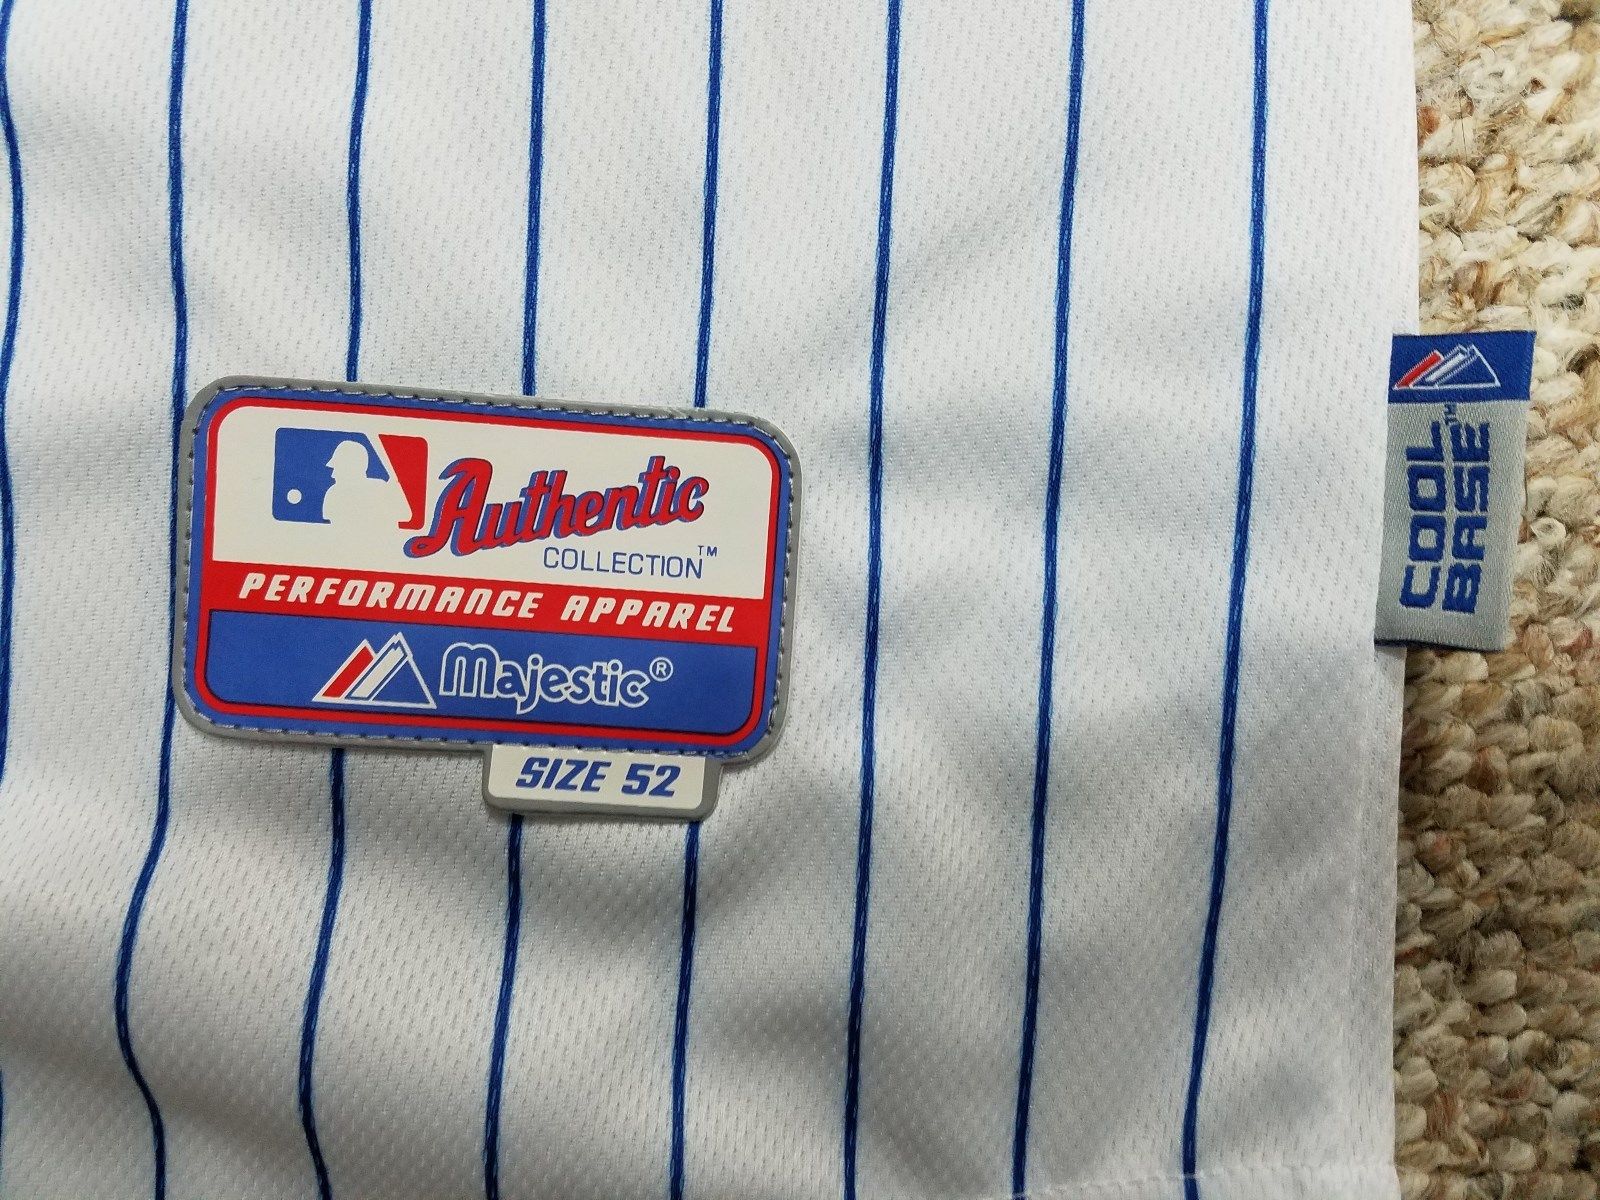 Authentic
COLLECTION™
PERFORMANCE APPAREL
Majestic®
SIZE 52
COOL
BASE™